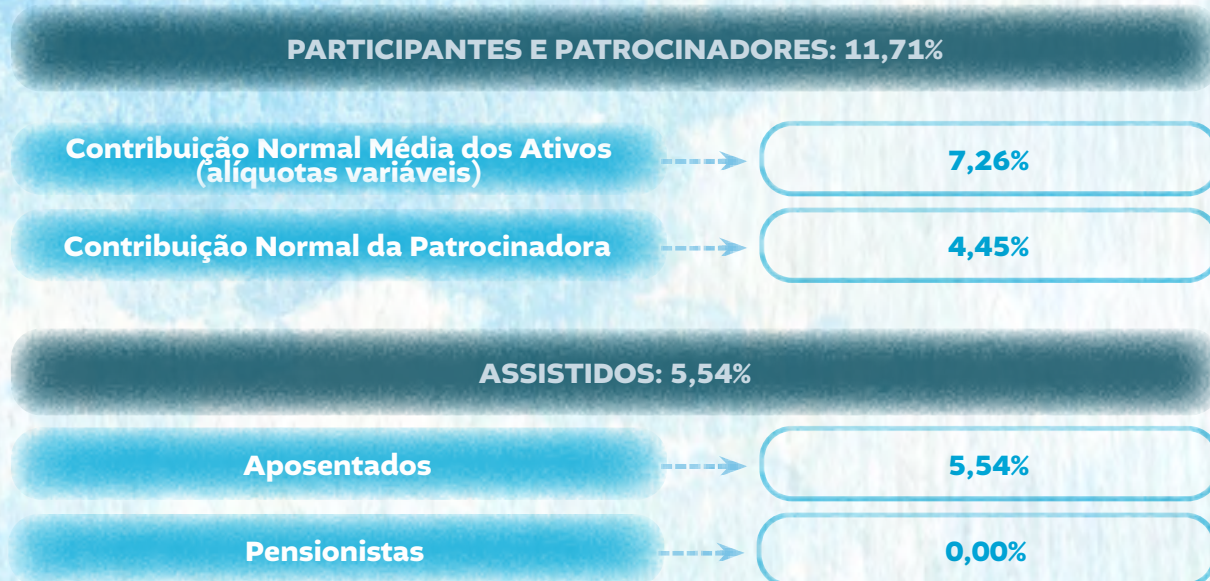 PARTICIPANTES E PATROCINADORES: 11,71%
Contribuição Normal Média dos Ativos
(alíquotas variáveis)
7,26%
Contribuição Normal da Patrocinadora
4,45%
ASSISTIDOS: 5,54%
Aposentados
5,54%
Pensionistas
0,00%